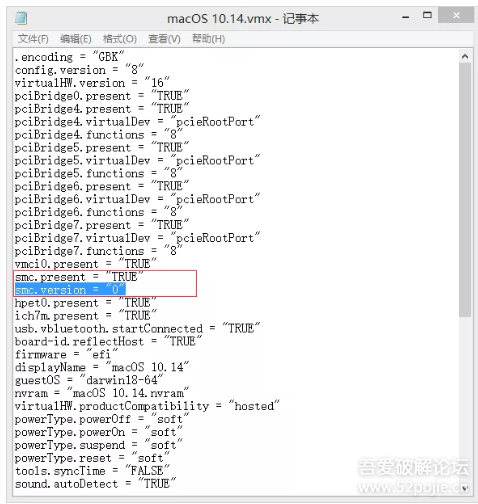 macOS 10.14.vmx - 记事本
文件(F) 编辑(E) 格式(O) 查看(V) 帮助(H)
.encoding = "GBK"
config.version = "8"
virtualHW.version = "16"
pciBridge0.present = "TRUE"
pciBridge4.present = "TRUE"
pciBridge4.virtualDev = "pcieRootPort"
pciBridge4.functions = "8"
pciBridge5.present = "TRUE"
pciBridge5.virtualDev = "pcieRootPort"
pciBridge5.functions = "8"
pciBridge6.present = "TRUE"
pciBridge6.virtualDev = "pcieRootPort"
pciBridge6.functions = "8"
pciBridge7.present = "TRUE"
pciBridge7.virtualDev = "pcieRootPort"
pciBridge7.functions = "8"
vmci0.present = "TRUE"
smc.present = "TRUE"
smc.version = "0"
hpet0.present = "TRUE"
ich7m.present = "TRUE"
usb.vbluetooth.startConnected = "TRUE"
board-id.reflectHost = "TRUE"
firmware = "efi"
displayName = "macOS 10.14"
guestOS = "darwin18-64"
nvram = "macOS 10.14.nvram"
virtualHW.productCompatibility = "hosted"
powerType.powerOff = "soft"
powerType.powerOn = "soft"
powerType.suspend = "soft"
powerType.reset = "soft"
tools.syncTime = "FALSE"
sound.autoDetect = "TRUE"
吾爱破解论坛
www.52pojie.cn